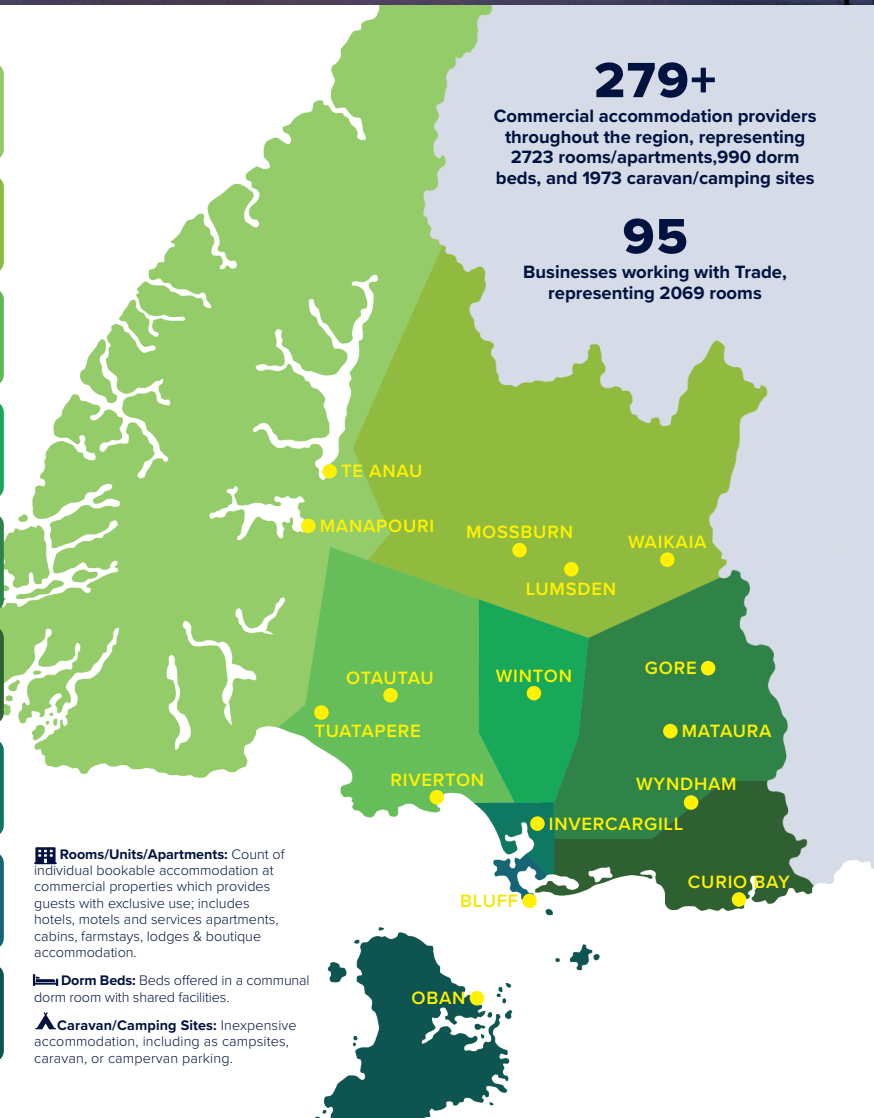 279+
Commercial accommodation providers
throughout the region, representing
2723 rooms/apartments,990 dorm
beds, and 1973 caravan/camping sites
95
Businesses working with Trade,
representing 2069 rooms
TE ANAU
MANAPOURI
MOSSBURN
WAIKAIA
LUMSDEN
GORE
OTAUTAU
WINTON
TUATAPERE
MATAURA
RIVERTON
WYNDHAM
INVERCARGILL
CURIO BAY
BLUFF
OBAN
Rooms/Units/Apartments: Count of
individual bookable accommodation at
commercial properties which provides
guests with exclusive use; includes
hotels, motels and services apartments,
cabins, farmstays, lodges & boutique
accommodation.
Dorm Beds: Beds offered in a communal
dorm room with shared facilities.
Caravan/Camping Sites: Inexpensive
accommodation, including as campsites,
caravan, or campervan parking.